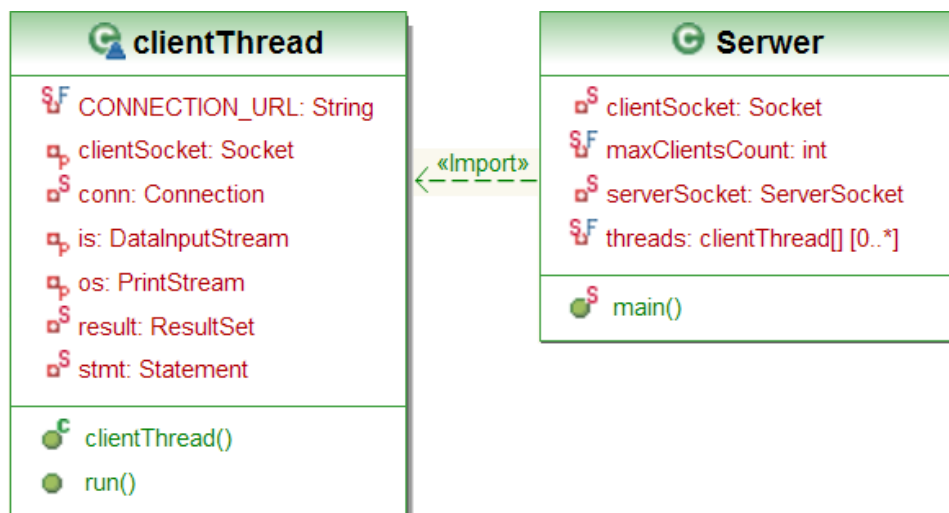 clientThread
CONNECTION_URL: String
clientSocket: Socket
conn: Connection
is: DataInputStream
os: PrintStream
result: ResultSet
stmt: Statement
clientThread()
run()
«Import»
Serwer
clientSocket: Socket
maxClientsCount: int
serverSocket: ServerSocket
threads: clientThread[] [0..*]
main()